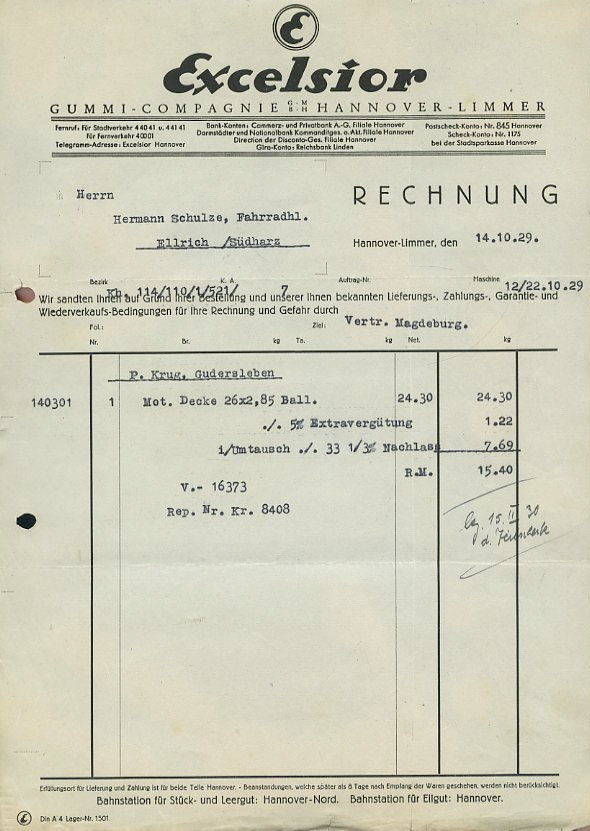 e
Excelsior
GUMMI-COMPAGNIE G·M B·H HANNOVER-LIMMER
Fernruf: Für Stadtverkehr 44041 u. 44141
für Fernverkehr 40001
Telegramm-Adresse: Excelsior Hannover
Bank-Konten: Commerz- und Privatbank A.-G. Filiale Hannover
Darmstädter und Nationalbank Kommanditges. a. Akt. Filiale Hannover
Direction der Disconto-Ges. Filiale Hannover
Giro-Konto: Reichsbank Linden
Postscheck-Konto: Nr. 845 Hannover
Scheck-Konto: Nr. 1175
bei der Stadtsparkasse Hannover
Herrn
Hermann Schulze, Fahrradhl.
Ellrich /Südharz
RECHNUNG
Hannover-Limmer, den 14.10.29.
Bezirk K. A. Auftrag-Nr. Maschine
Kh. 114/110/1/521/ 7 12/22.10.29
Wir sandten Ihnen auf Grund Ihrer Bestellung und unserer Ihnen bekannten Lieferungs-, Zahlungs-, Garantie- und
Wiederverkaufs-Bedingungen für Ihre Rechnung und Gefahr durch
Fol.: Ziel: Vertr. Magdeburg.
Nr. Br. kg Ta. kg Net. kg
P. Krug, Gudersleben
140301 1 Mot. Decke 26x2,85 Ball. 24.30 24.30
./. 5% Extravergütung 1.22
i/Umtausch ./. 33 1/3% Nachlass 7.69
R.M. 15.40
V.- 16373
Rep. Nr. Kr. 8408
15. II 30
d.
Erfüllungsort für Lieferung und Zahlung ist für beide Teile Hannover. - Beanstandungen, welche später als 8 Tage nach Empfang der Waren geschehen, werden nicht berücksichtigt.
Bahnstation für Stück- und Leergut: Hannover-Nord. Bahnstation für Eilgut: Hannover.
e Din A 4 Lager-Nr. 1501.